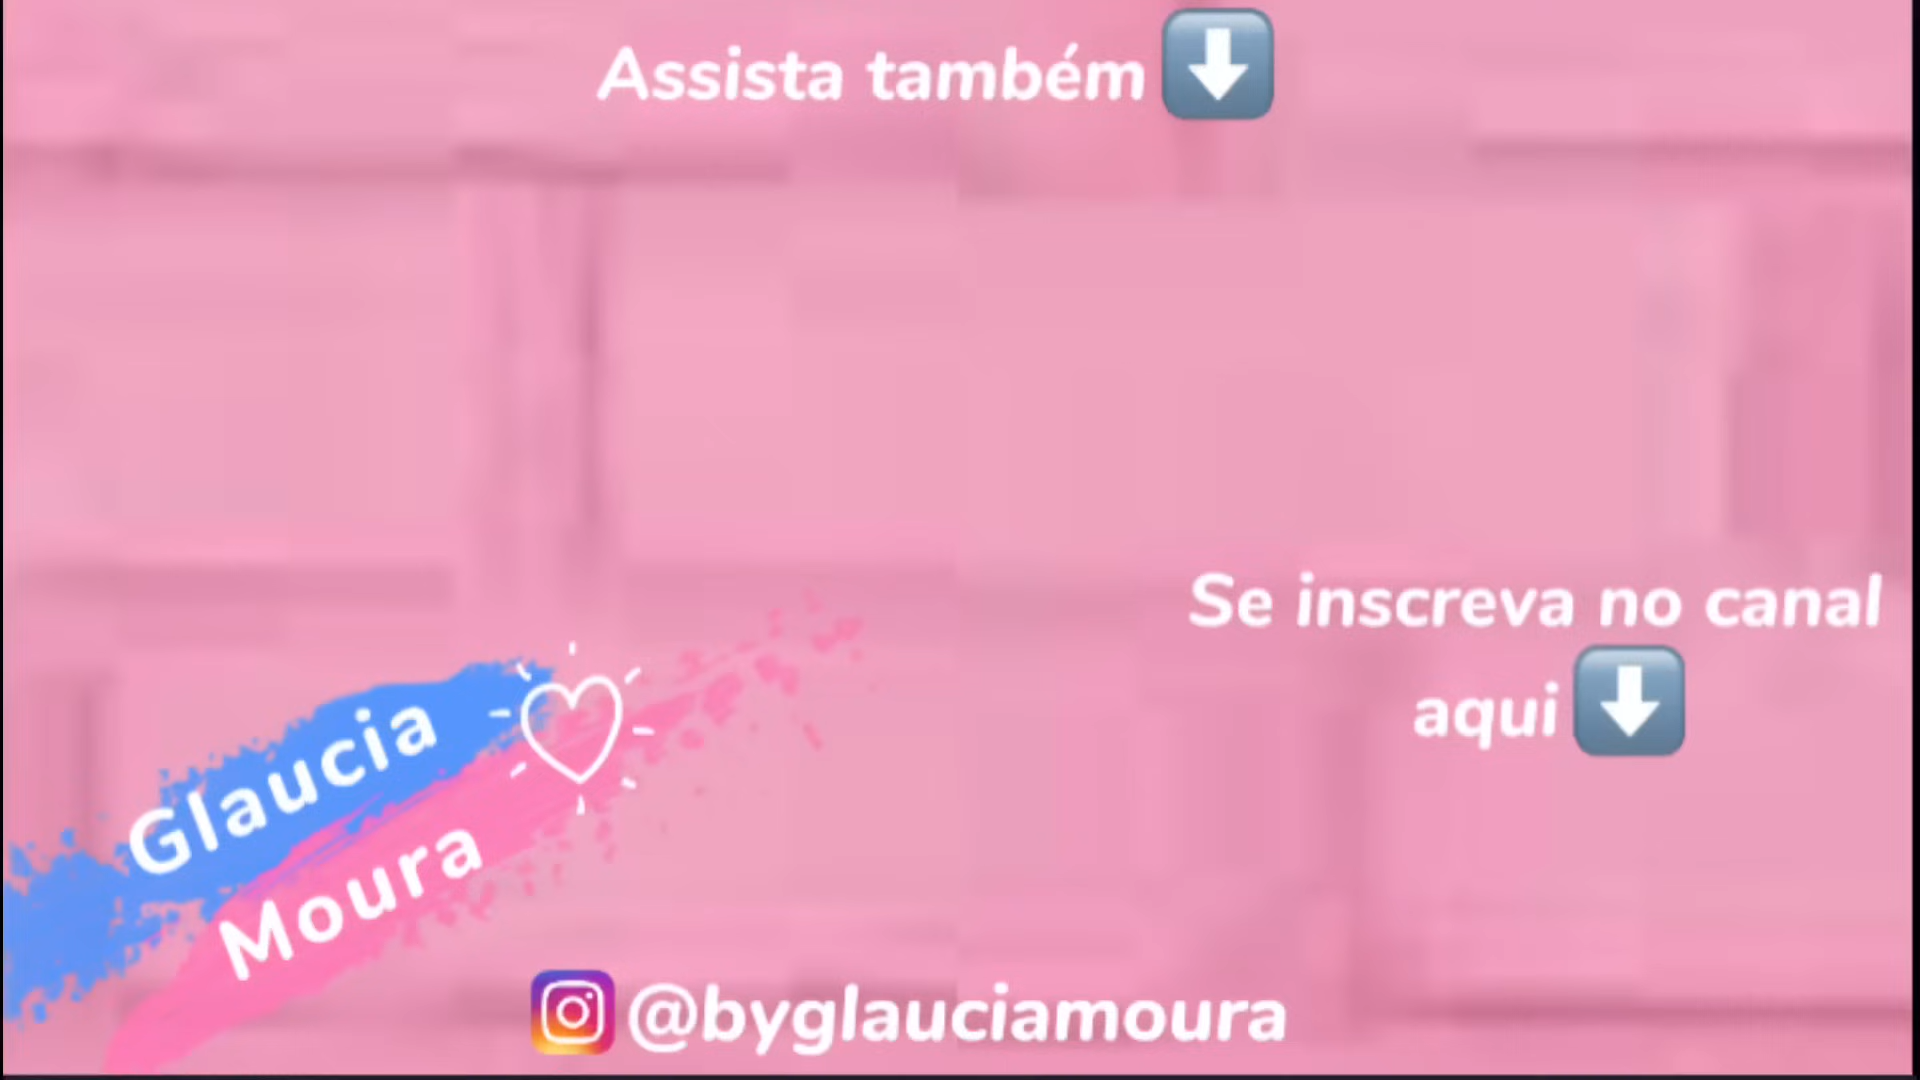 Assista também ⬇️
Se inscreva no canal
aqui ⬇️
Glaucia
Moura
@byglauciamoura